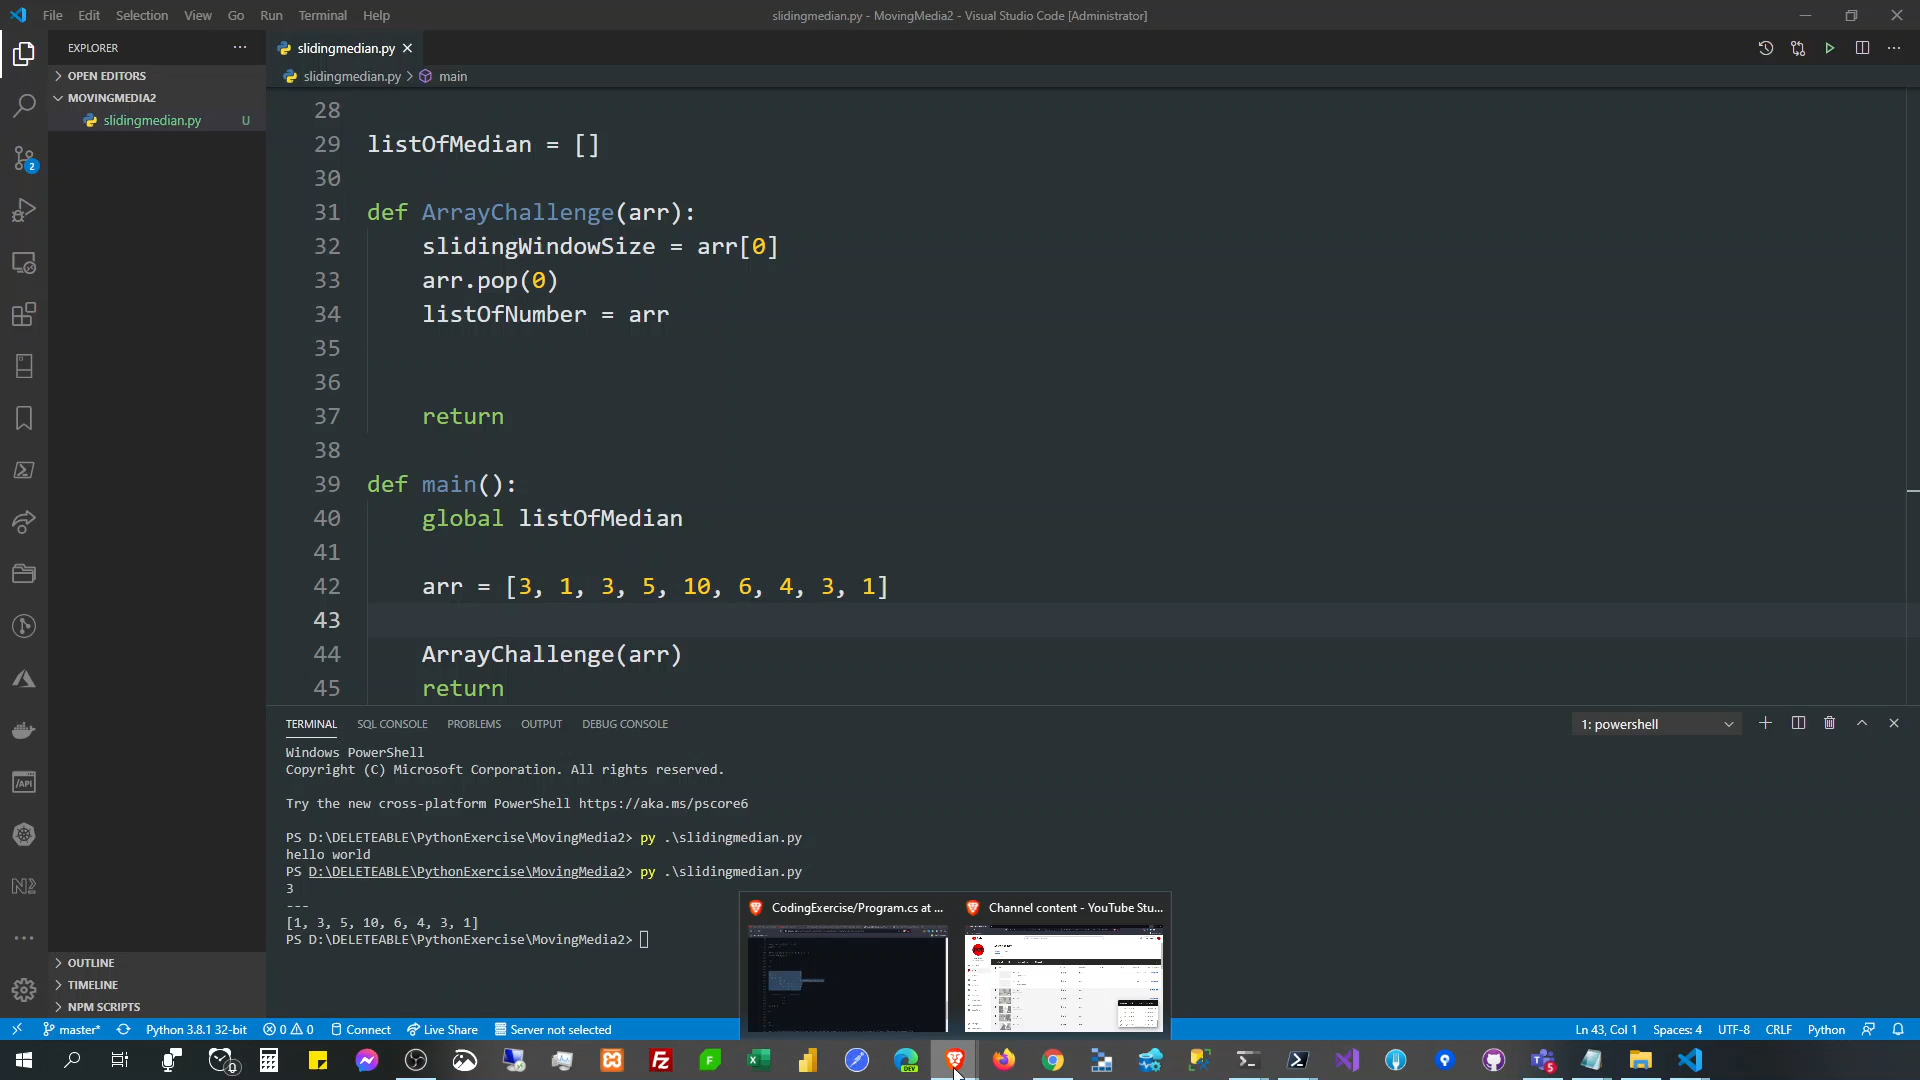 File Edit Selection View Go Run Terminal Help
slidingmedian.py - MovingMedia2 - Visual Studio Code [Administrator]
EXPLORER
OPEN EDITORS
MOVINGMEDIA2
slidingmedian.py U
2
slidingmedian.py
slidingmedian.py > main
28
29 listOfMedian = []
30
31 def ArrayChallenge(arr):
32 slidingWindowSize = arr[0]
33 arr.pop(0)
34 listOfNumber = arr
35
36
37 return
38
39 def main():
40 global listOfMedian
41
42 arr = [3, 1, 3, 5, 10, 6, 4, 3, 1]
43
44 ArrayChallenge(arr)
45 return
TERMINAL SQL CONSOLE PROBLEMS OUTPUT DEBUG CONSOLE
1: powershell
Windows PowerShell
Copyright (C) Microsoft Corporation. All rights reserved.
Try the new cross-platform PowerShell https://aka.ms/pscore6
PS D:\DELETEABLE\PythonExercise\MovingMedia2> py .\slidingmedian.py
hello world
PS D:\DELETEABLE\PythonExercise\MovingMedia2> py .\slidingmedian.py
3
---
[1, 3, 5, 10, 6, 4, 3, 1]
PS D:\DELETEABLE\PythonExercise\MovingMedia2>
CodingExercise/Program.cs at ...
Channel content - YouTube Stu...
OUTLINE
TIMELINE
NPM SCRIPTS
master* Python 3.8.1 32-bit 0 0 Connect Live Share Server not selected
Ln 43, Col 1 Spaces: 4 UTF-8 CRLF Python